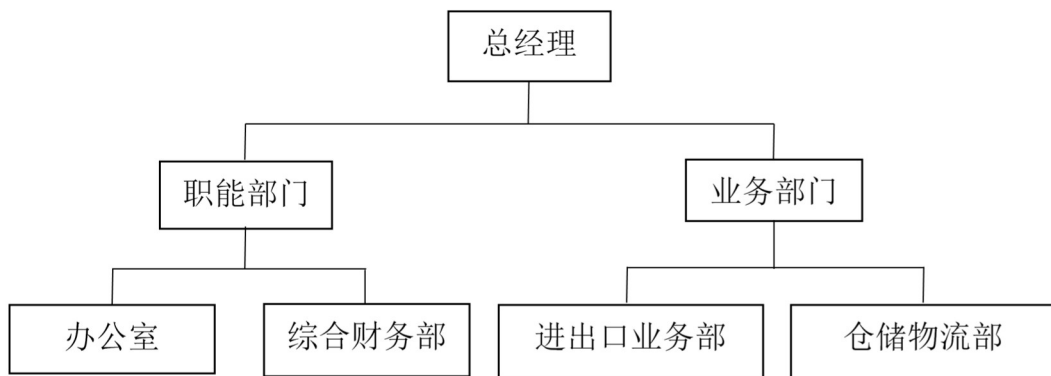 总经理
职能部门
业务部门
办公室
综合财务部
进出口业务部
仓储物流部